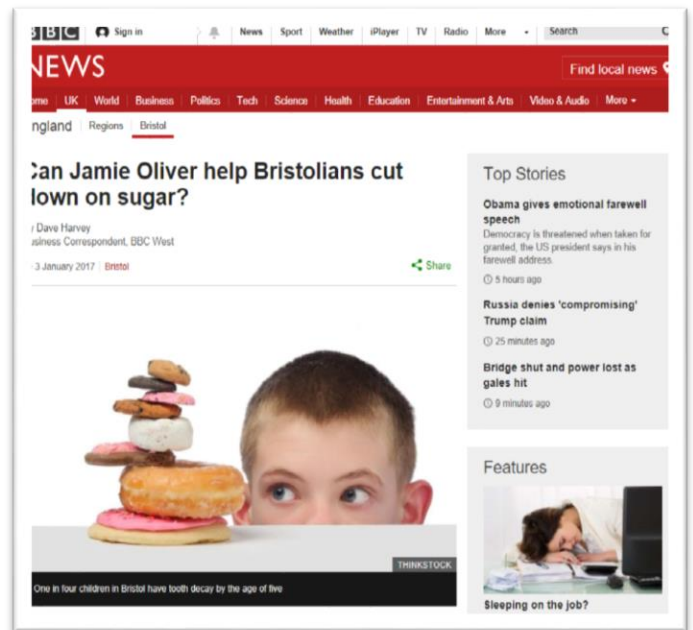 BBC Sign in News Sport Weather iPlayer TV Radio More Search
NEWS
Find local news
ome UK World Business Politics Tech Science Health Education Entertainment & Arts Video & Audio More
ngland Regions Bristol
Can Jamie Oliver help Bristolians cut
down on sugar?
y Dave Harvey
usiness Correspondent, BBC West
3 January 2017 Bristol
Share
THINKSTOCK
One in four children in Bristol have tooth decay by the age of five
Top Stories
Obama gives emotional farewell
speech
Democracy is threatened when taken for
granted, the US president says in his
farewell address.
5 hours ago
Russia denies 'compromising'
Trump claim
25 minutes ago
Bridge shut and power lost as
gales hit
9 minutes ago
Features
Sleeping on the job?